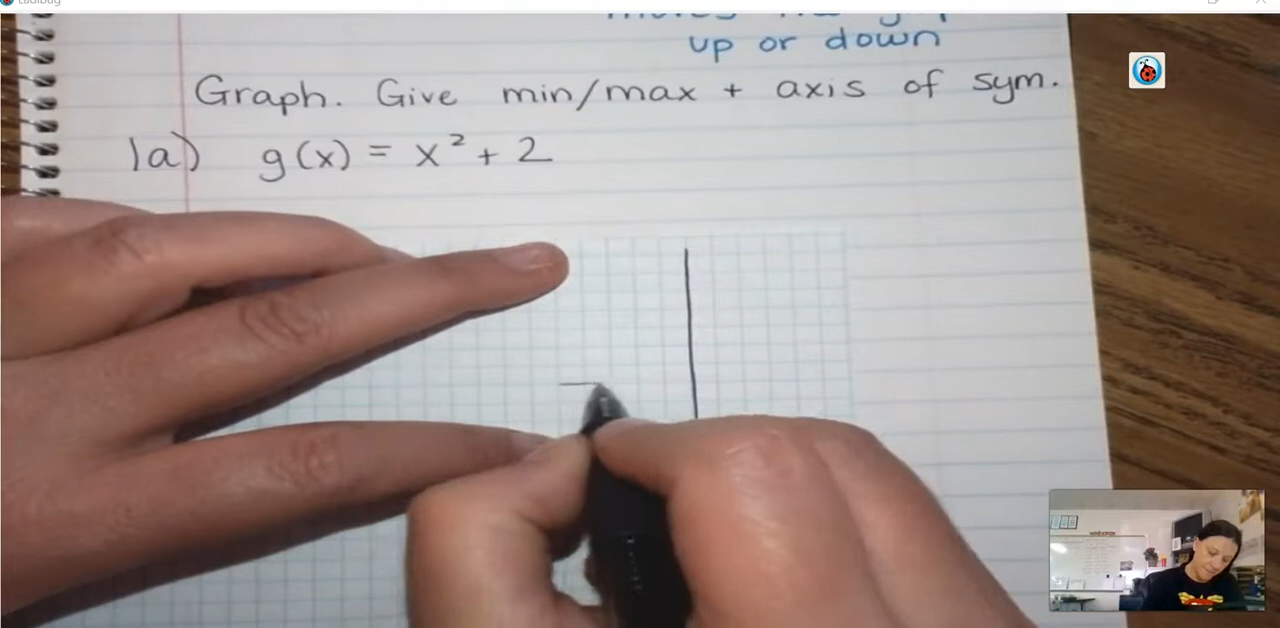 up or down
Graph. Give min/max + axis of sym.
1a) g(x) = x² + 2